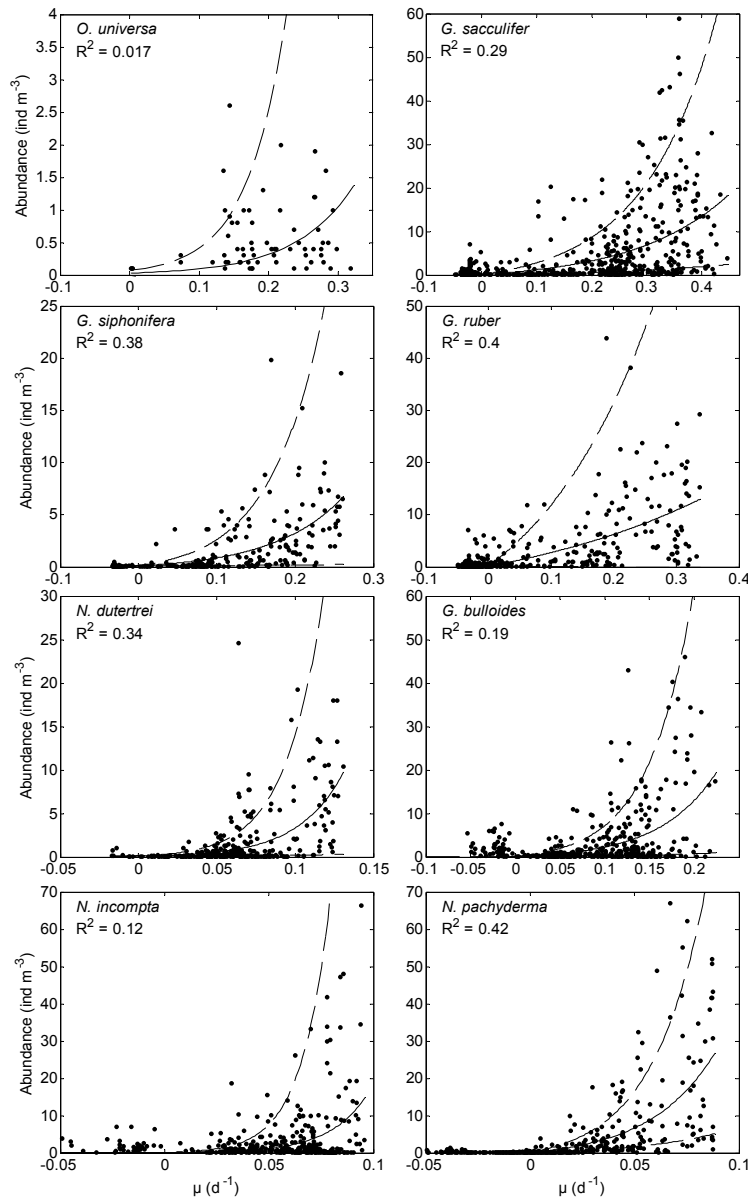 O. universa
R² = 0.017
Abundance (ind m⁻³)
4
3.5
3
2.5
2
1.5
1
0.5
0
-0.1 0 0.1 0.2 0.3
G. sacculifer
R² = 0.29
60
50
40
30
20
10
0
-0.1 0 0.1 0.2 0.3 0.4
G. siphonifera
R² = 0.38
Abundance (ind m⁻³)
25
20
15
10
5
0
-0.1 0 0.1 0.2 0.3
G. ruber
R² = 0.4
50
40
30
20
10
0
-0.1 0 0.1 0.2 0.3 0.4
N. dutertrei
R² = 0.34
Abundance (ind m⁻³)
30
25
20
15
10
5
0
-0.05 0 0.05 0.10 0.15
G. bulloides
R² = 0.19
60
50
40
30
20
10
0
-0.1 -0.05 0 0.05 0.1 0.15 0.2
N. incompta
R² = 0.12
Abundance (ind m⁻³)
70
60
50
40
30
20
10
0
-0.05 0 0.05 0.1
μ (d⁻¹)
N. pachyderma
R² = 0.42
70
60
50
40
30
20
10
0
-0.05 0 0.05 0.1
μ (d⁻¹)